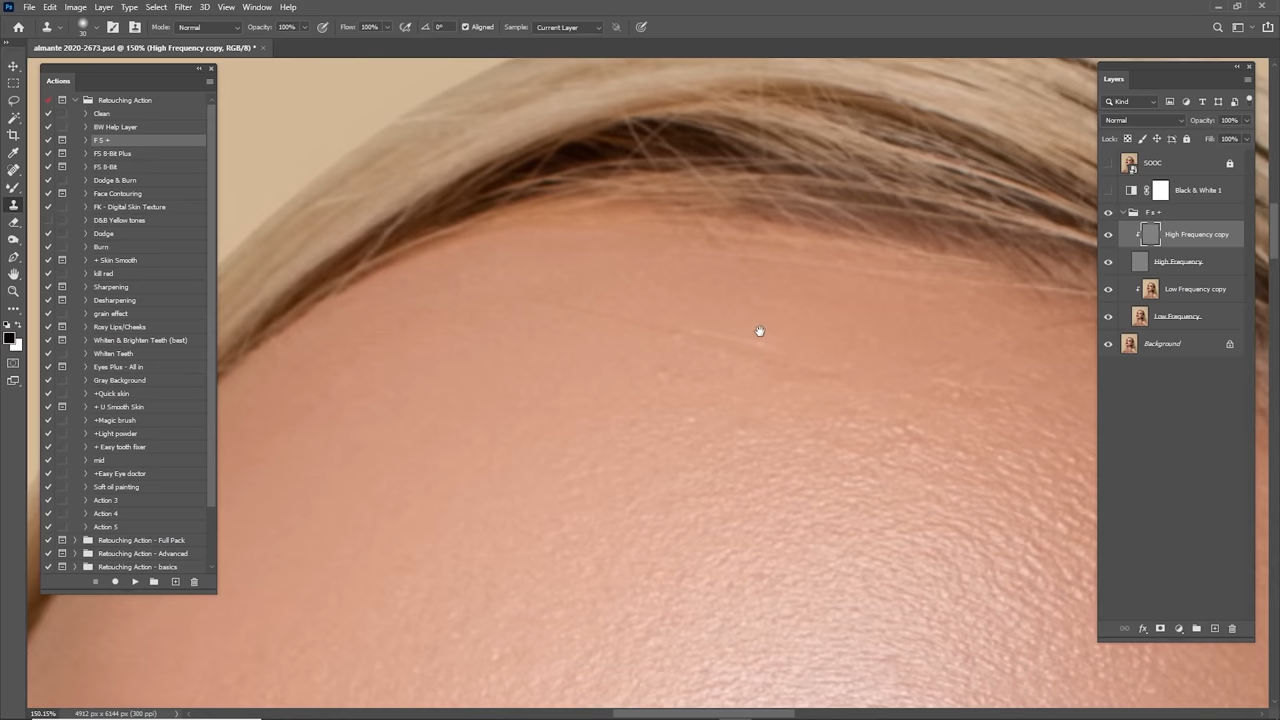 Ps File Edit Image Layer Type Select Filter 3D View Window Help
30 Mode: Normal Opacity: 100% Flow: 100% 0° Aligned Sample: Current Layer
almante 2020-2673.psd @ 150% (High Frequency copy, RGB/8) *
Actions
Retouching Action
Clean
BW Help Layer
F S +
FS 8-Bit Plus
FS 8-Bit
Dodge & Burn
Face Contouring
FK - Digital Skin Texture
D&B Yellow tones
Dodge
Burn
+ Skin Smooth
kill red
Sharpening
Desharpening
grain effect
Rosy Lips/Cheeks
Whiten & Brighten Teeth (best)
Whiten Teeth
Eyes Plus - All in
Gray Background
+Quick skin
+ U Smooth Skin
+Magic brush
+Light powder
+ Easy tooth fixer
mid
+Easy Eye doctor
Soft oil painting
Action 3
Action 4
Action 5
Retouching Action - Full Pack
Retouching Action - Advanced
Retouching Action - basics
Layers
Kind
Normal Opacity: 100%
Lock: Fill: 100%
SOOC
Black & White 1
F s +
High Frequency copy
High Frequency
Low Frequency copy
Low Frequency
Background
150.15% 4912 px x 6144 px (300 ppi)